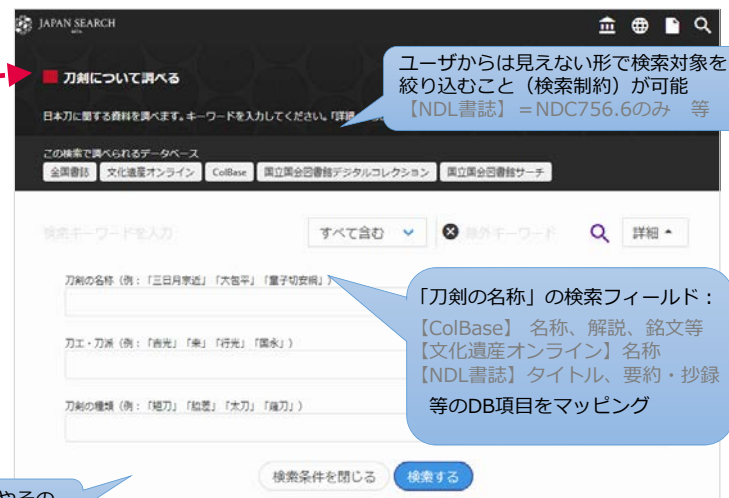 JAPAN SEARCH
刀剣について調べる
ユーザからは見えない形で検索対象を
絞り込むこと（検索制約）が可能
【NDL書誌】＝NDC756.6のみ　等
日本刀に関する資料を調べます。キーワードを入力してください。「詳細
この検索で調べられるデータベース
全国書誌 文化遺産オンライン ColBase 国立国会図書館デジタルコレクション 国立国会図書館サーチ
検索キーワードを入力 すべて含む 除外キーワード 詳細
刀剣の名称（例：「三日月宗近」「大包平」「童子切安綱」）
刀工・刀派（例：「吉光」「来」「行光」「国永」）
刀剣の種類（例：「短刀」「脇差」「太刀」「薙刀」）
「刀剣の名称」の検索フィールド：
【ColBase】 名称、解説、銘文等
【文化遺産オンライン】名称
【NDL書誌】タイトル、要約・抄録
等のDB項目をマッピング
検索条件を閉じる 検索する
やその